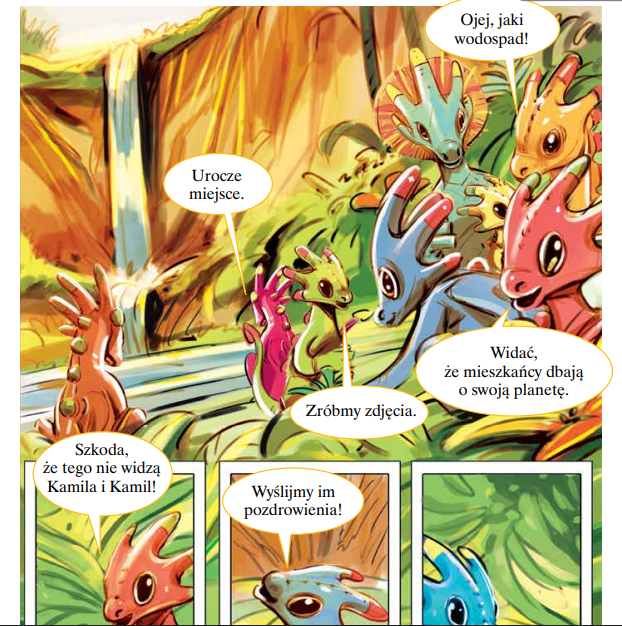 Ojej, jaki
wodospad!
Urocze
miejsce.
Widać,
że mieszkańcy dbają
o swoją planetę.
Zróbmy zdjęcia.
Szkoda,
że tego nie widzą
Kamila i Kamil!
Wyślijmy im
pozdrowienia!